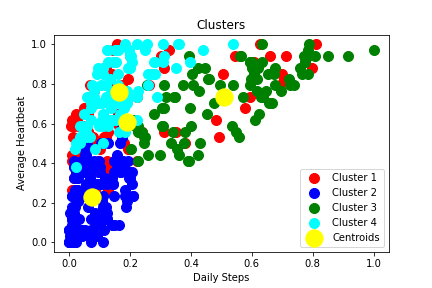 Clusters
1.0
0.8
0.6
0.4
0.2
0.0
Average Heartbeat
Cluster 1
Cluster 2
Cluster 3
Cluster 4
Centroids
0.0 0.2 0.4 0.6 0.8 1.0
Daily Steps